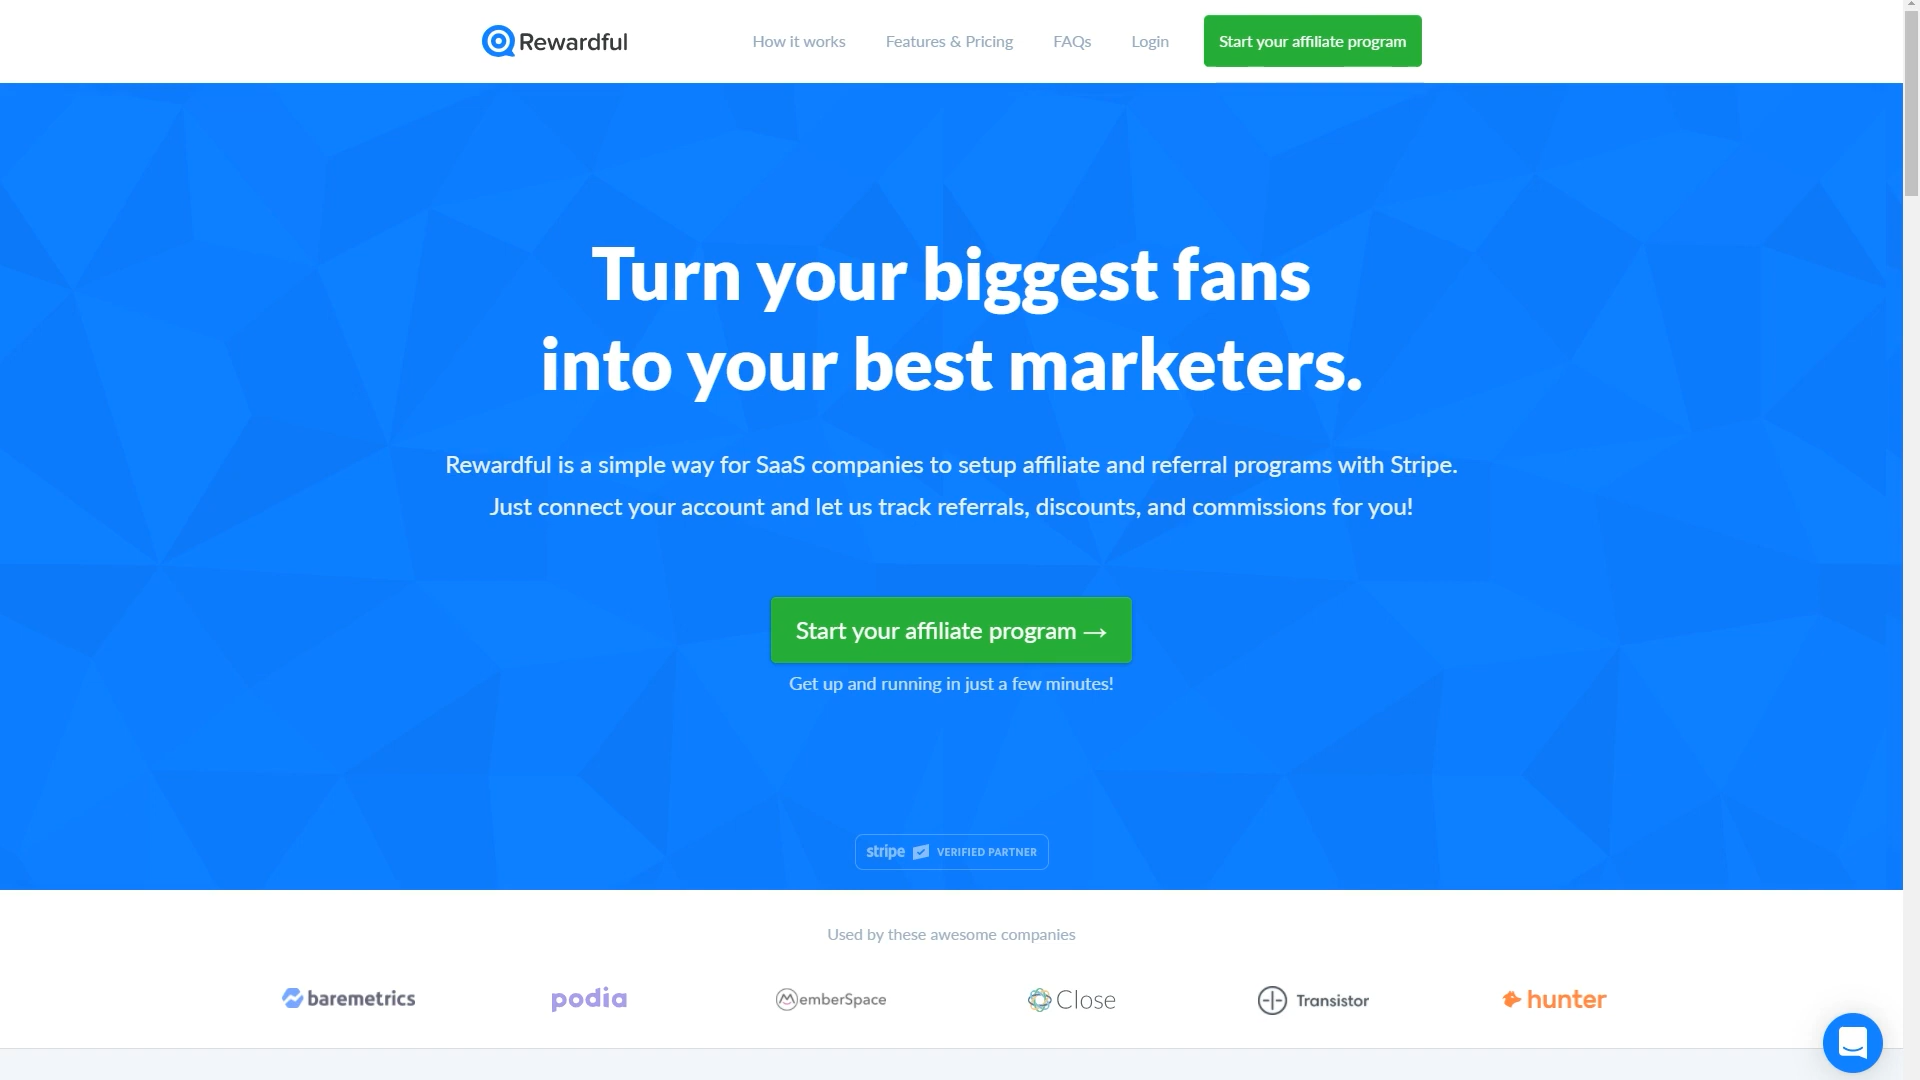 Rewardful
How it works
Features & Pricing
FAQs
Login
Start your affiliate program
Turn your biggest fans
into your best marketers.
Rewardful is a simple way for SaaS companies to setup affiliate and referral programs with Stripe.
Just connect your account and let us track referrals, discounts, and commissions for you!
Start your affiliate program →
Get up and running in just a few minutes!
stripe VERIFIED PARTNER
Used by these awesome companies
baremetrics
podia
MemberSpace
Close
Transistor
hunter